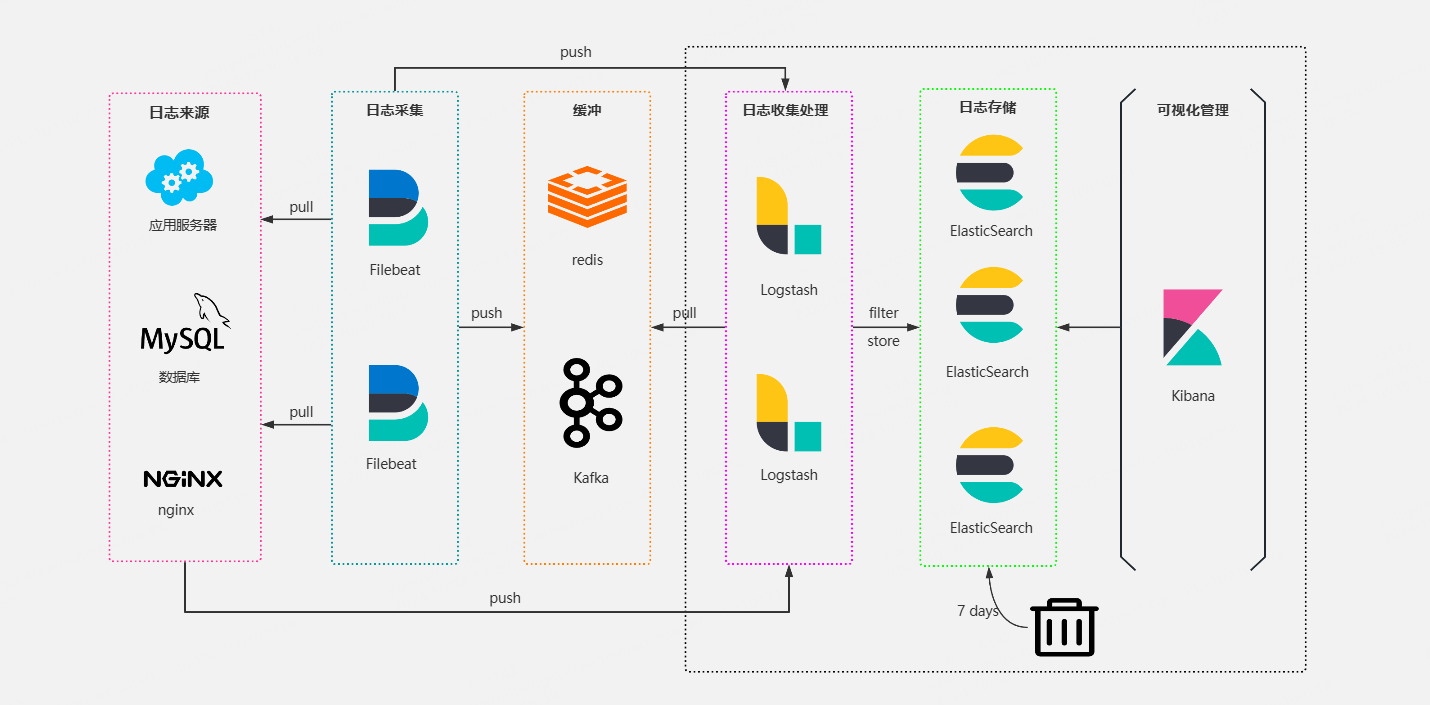 push
日志来源
应用服务器
MySQL
数据库
NGINX
nginx
pull
pull
日志采集
Filebeat
Filebeat
push
缓冲
redis
Kafka
pull
日志收集处理
Logstash
Logstash
filter
store
日志存储
ElasticSearch
ElasticSearch
ElasticSearch
可视化管理
Kibana
push
7 days